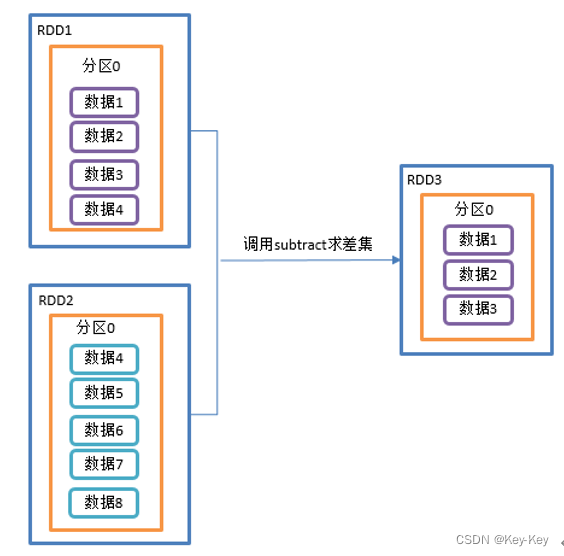 RDD1
分区0
数据1
数据2
数据3
数据4
RDD2
分区0
数据4
数据5
数据6
数据7
数据8
调用subtract求差集
RDD3
分区0
数据1
数据2
数据3
CSDN @Key-Key